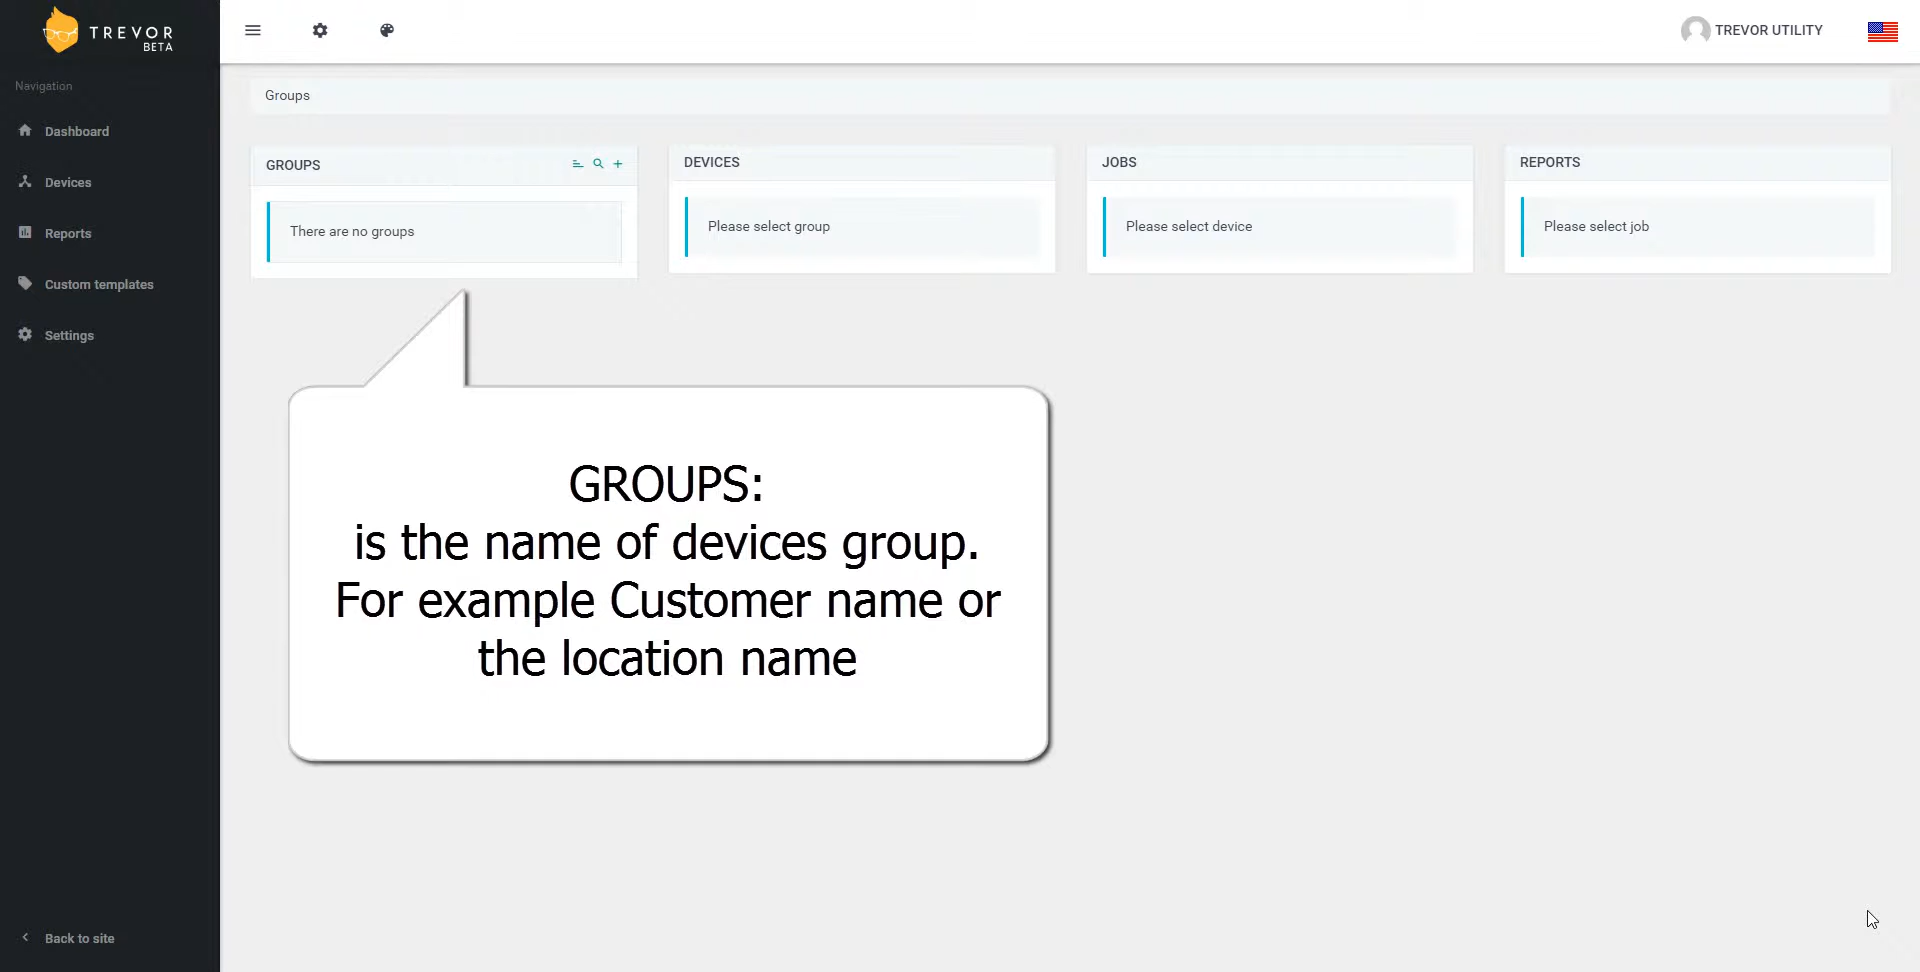 TREVOR
BETA
TREVOR UTILITY
Navigation
Dashboard
Devices
Reports
Custom templates
Settings
Back to site
Groups
GROUPS
There are no groups
DEVICES
Please select group
JOBS
Please select device
REPORTS
Please select job
GROUPS:
is the name of devices group.
For example Customer name or
the location name